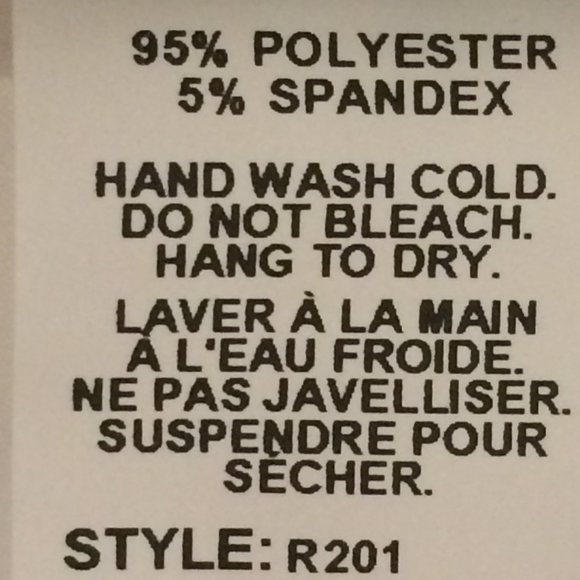 95% POLYESTER
5% SPANDEX
HAND WASH COLD.
DO NOT BLEACH.
HANG TO DRY.
LAVER À LA MAIN
À L'EAU FROIDE.
NE PAS JAVELLISER.
SUSPENDRE POUR
SÈCHER.
STYLE: R201